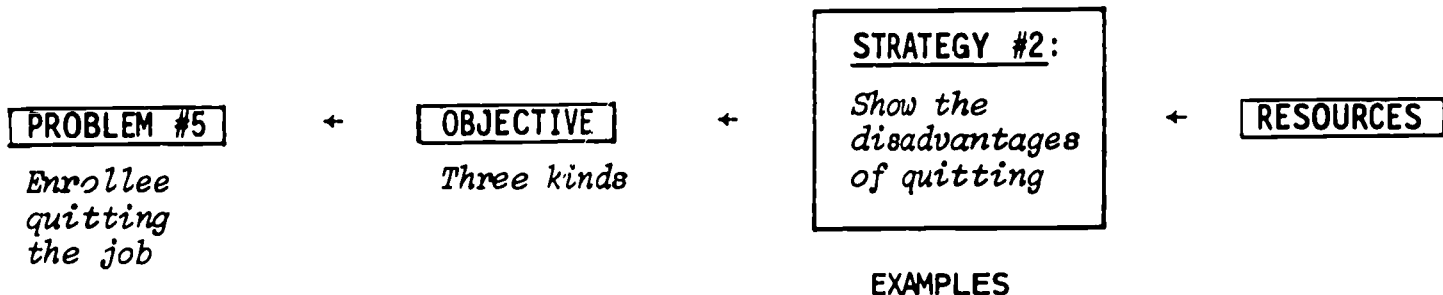 PROBLEM #5
Enrollee
quitting
the job
←
OBJECTIVE
Three kinds
←
STRATEGY #2:
Show the
disadvantages
of quitting
EXAMPLES
←
RESOURCES